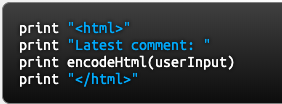 print "<html>"
print "Latest comment: "
print encodeHtml(userInput)
print "</html>"